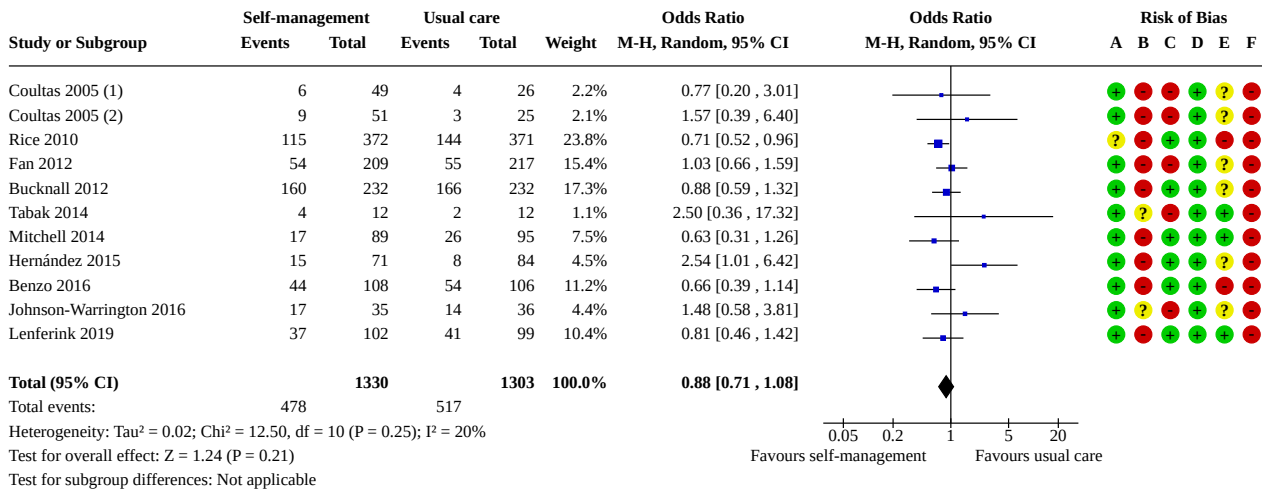 Self-management Usual care Odds Ratio Odds Ratio Risk of Bias
Study or Subgroup Events Total Events Total Weight M-H, Random, 95% CI M-H, Random, 95% CI A B C D E F
Coultas 2005 (1) 6 49 4 26 2.2% 0.77 [0.20 , 3.01] + - - + ? -
Coultas 2005 (2) 9 51 3 25 2.1% 1.57 [0.39 , 6.40] + - - + ? -
Rice 2010 115 372 144 371 23.8% 0.71 [0.52 , 0.96] ? - + + - -
Fan 2012 54 209 55 217 15.4% 1.03 [0.66 , 1.59] + - - + ? -
Bucknall 2012 160 232 166 232 17.3% 0.88 [0.59 , 1.32] + - + + ? -
Tabak 2014 4 12 2 12 1.1% 2.50 [0.36 , 17.32] + ? - + + -
Mitchell 2014 17 89 26 95 7.5% 0.63 [0.31 , 1.26] + - + + + -
Hernández 2015 15 71 8 84 4.5% 2.54 [1.01 , 6.42] + - + + ? -
Benzo 2016 44 108 54 106 11.2% 0.66 [0.39 , 1.14] + - + + - -
Johnson-Warrington 2016 17 35 14 36 4.4% 1.48 [0.58 , 3.81] + ? - + ? -
Lenferink 2019 37 102 41 99 10.4% 0.81 [0.46 , 1.42] + - + + + -
Total (95% CI) 1330 1303 100.0% 0.88 [0.71 , 1.08]
Total events: 478 517
Heterogeneity: Tau² = 0.02; Chi² = 12.50, df = 10 (P = 0.25); I² = 20%
0.05 0.2 1 5 20
Test for overall effect: Z = 1.24 (P = 0.21)
Favours self-management Favours usual care
Test for subgroup differences: Not applicable